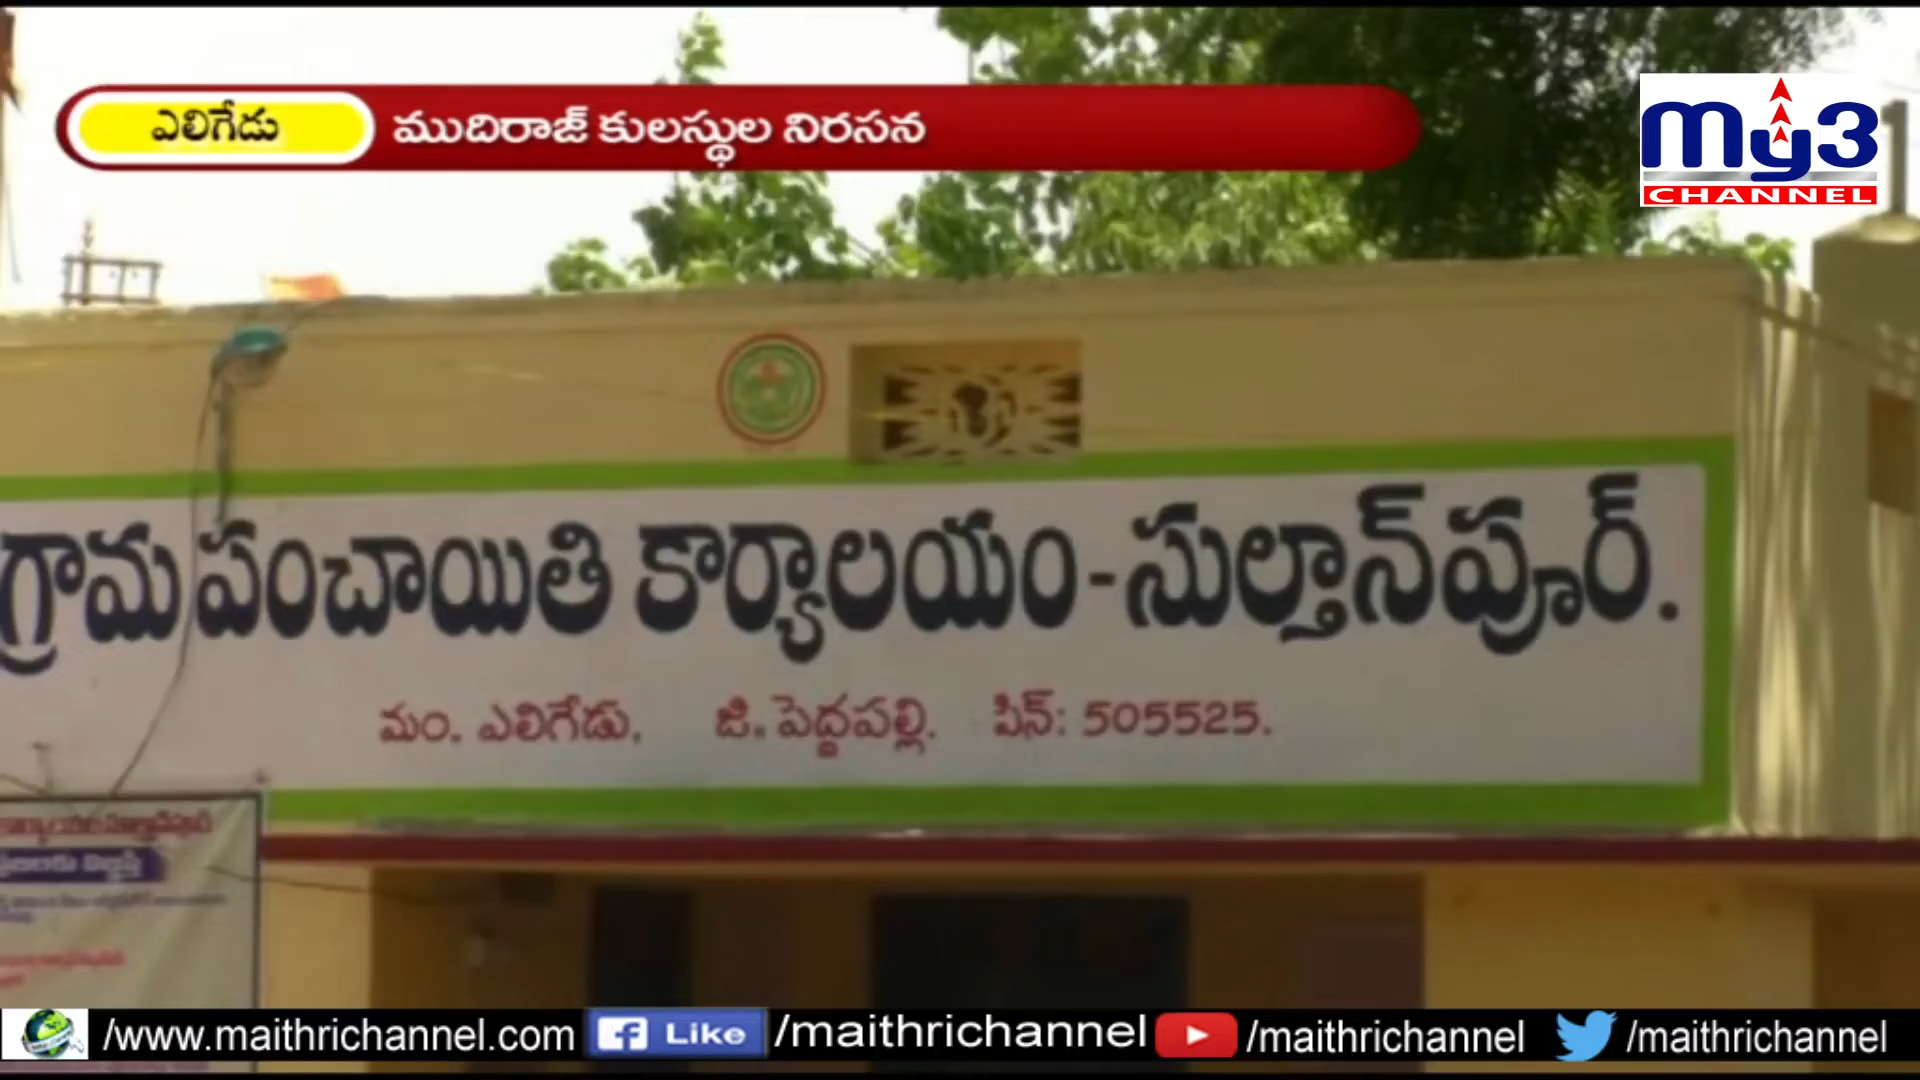 ఎలిగేడు ముదిరాజ్ కులస్థుల నిరసన
my3
CHANNEL
గ్రామ పంచాయితి కార్యాలయం-సుల్తాన్‌పూర్.
మం. ఎలిగేడు, జి. పెద్దపల్లి. పిన్: 505525.
/www.maithrichannel.com Like /maithrichannel /maithrichannel /maithrichannel